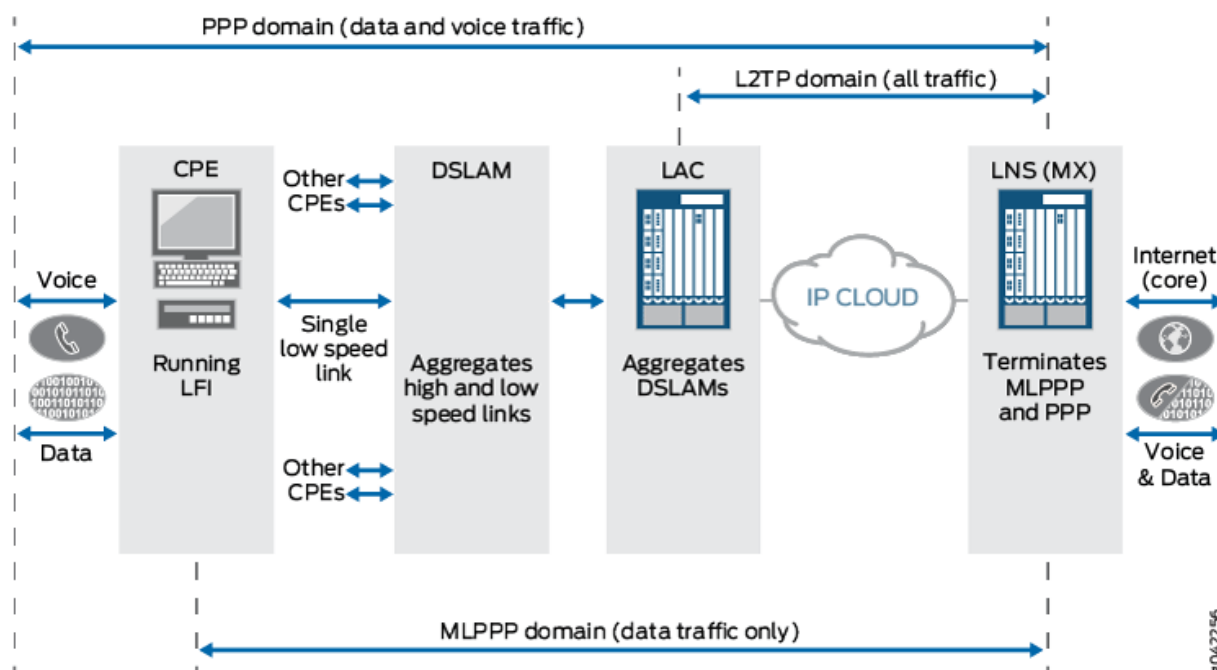 PPP domain (data and voice traffic)
L2TP domain (all traffic)
CPE
Other
CPEs
DSLAM
LAC
LNS (MX)
Voice
Internet
(core)
IP CLOUD
Single
low speed
link
Running
LFI
Aggregates
high and low
speed links
Aggregates
DSLAMs
Terminates
MLPPP
and PPP
Data
Other
CPEs
Voice
& Data
MLPPP domain (data traffic only)
g042256